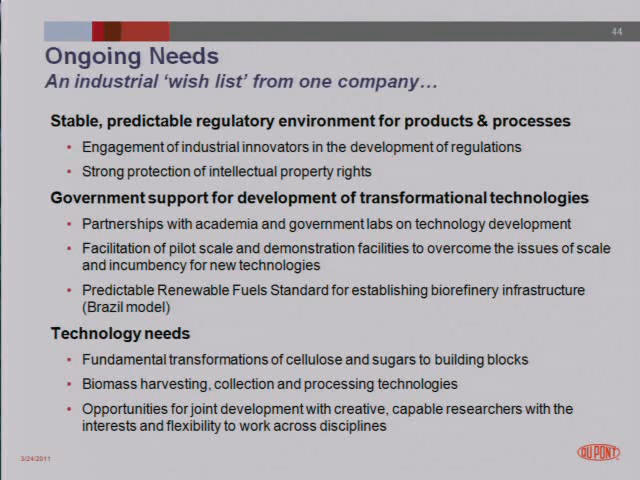 44
Ongoing Needs
An industrial 'wish list' from one company…
Stable, predictable regulatory environment for products & processes
• Engagement of industrial innovators in the development of regulations
• Strong protection of intellectual property rights
Government support for development of transformational technologies
• Partnerships with academia and government labs on technology development
• Facilitation of pilot scale and demonstration facilities to overcome the issues of scale
and incumbency for new technologies
• Predictable Renewable Fuels Standard for establishing biorefinery infrastructure
(Brazil model)
Technology needs
• Fundamental transformations of cellulose and sugars to building blocks
• Biomass harvesting, collection and processing technologies
• Opportunities for joint development with creative, capable researchers with the
interests and flexibility to work across disciplines
3/24/2011
DUPONT